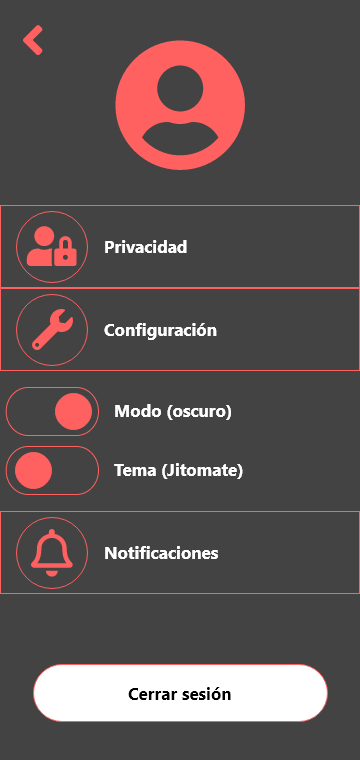 Privacidad
Configuración
Modo (oscuro)
Tema (Jitomate)
Notificaciones
Cerrar sesión